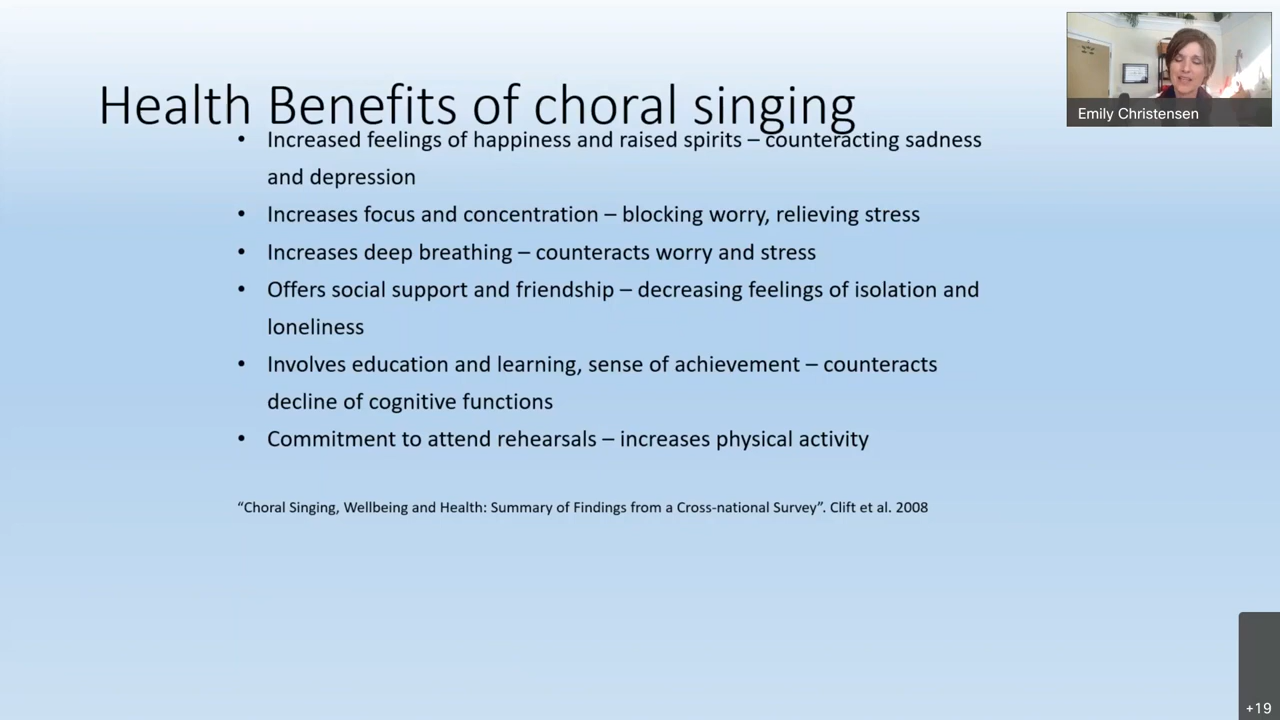 Health Benefits of choral singing
• Increased feelings of happiness and raised spirits – counteracting sadness
and depression
• Increases focus and concentration – blocking worry, relieving stress
• Increases deep breathing – counteracts worry and stress
• Offers social support and friendship – decreasing feelings of isolation and
loneliness
• Involves education and learning, sense of achievement – counteracts
decline of cognitive functions
• Commitment to attend rehearsals – increases physical activity
“Choral Singing, Wellbeing and Health: Summary of Findings from a Cross-national Survey”. Clift et al. 2008
Emily Christensen
+19